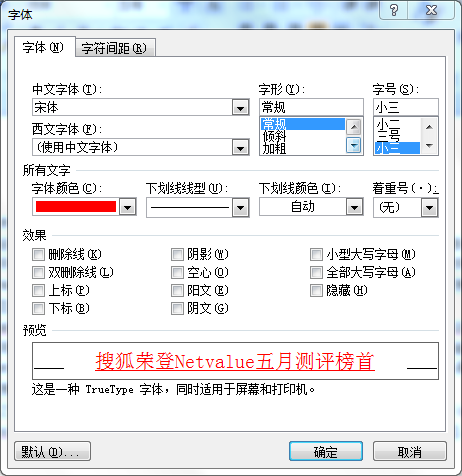 字体
字体(N)
字符间距(R)
中文字体(T):
字形(Y):
字号(S):
宋体
常规
小三
西文字体(F):
常规
倾斜
加粗
小二
三号
小三
(使用中文字体)
所有文字
字体颜色(C):
下划线线型(U):
下划线颜色(I):
着重号(·):
自动
(无)
效果
删除线(K)
阴影(W)
小型大写字母(M)
双删除线(L)
空心(O)
全部大写字母(A)
上标(P)
阳文(E)
隐藏(H)
下标(B)
阴文(G)
预览
搜狐荣登Netvalue五月测评榜首
这是一种 TrueType 字体，同时适用于屏幕和打印机。
默认(D)...
确定
取消